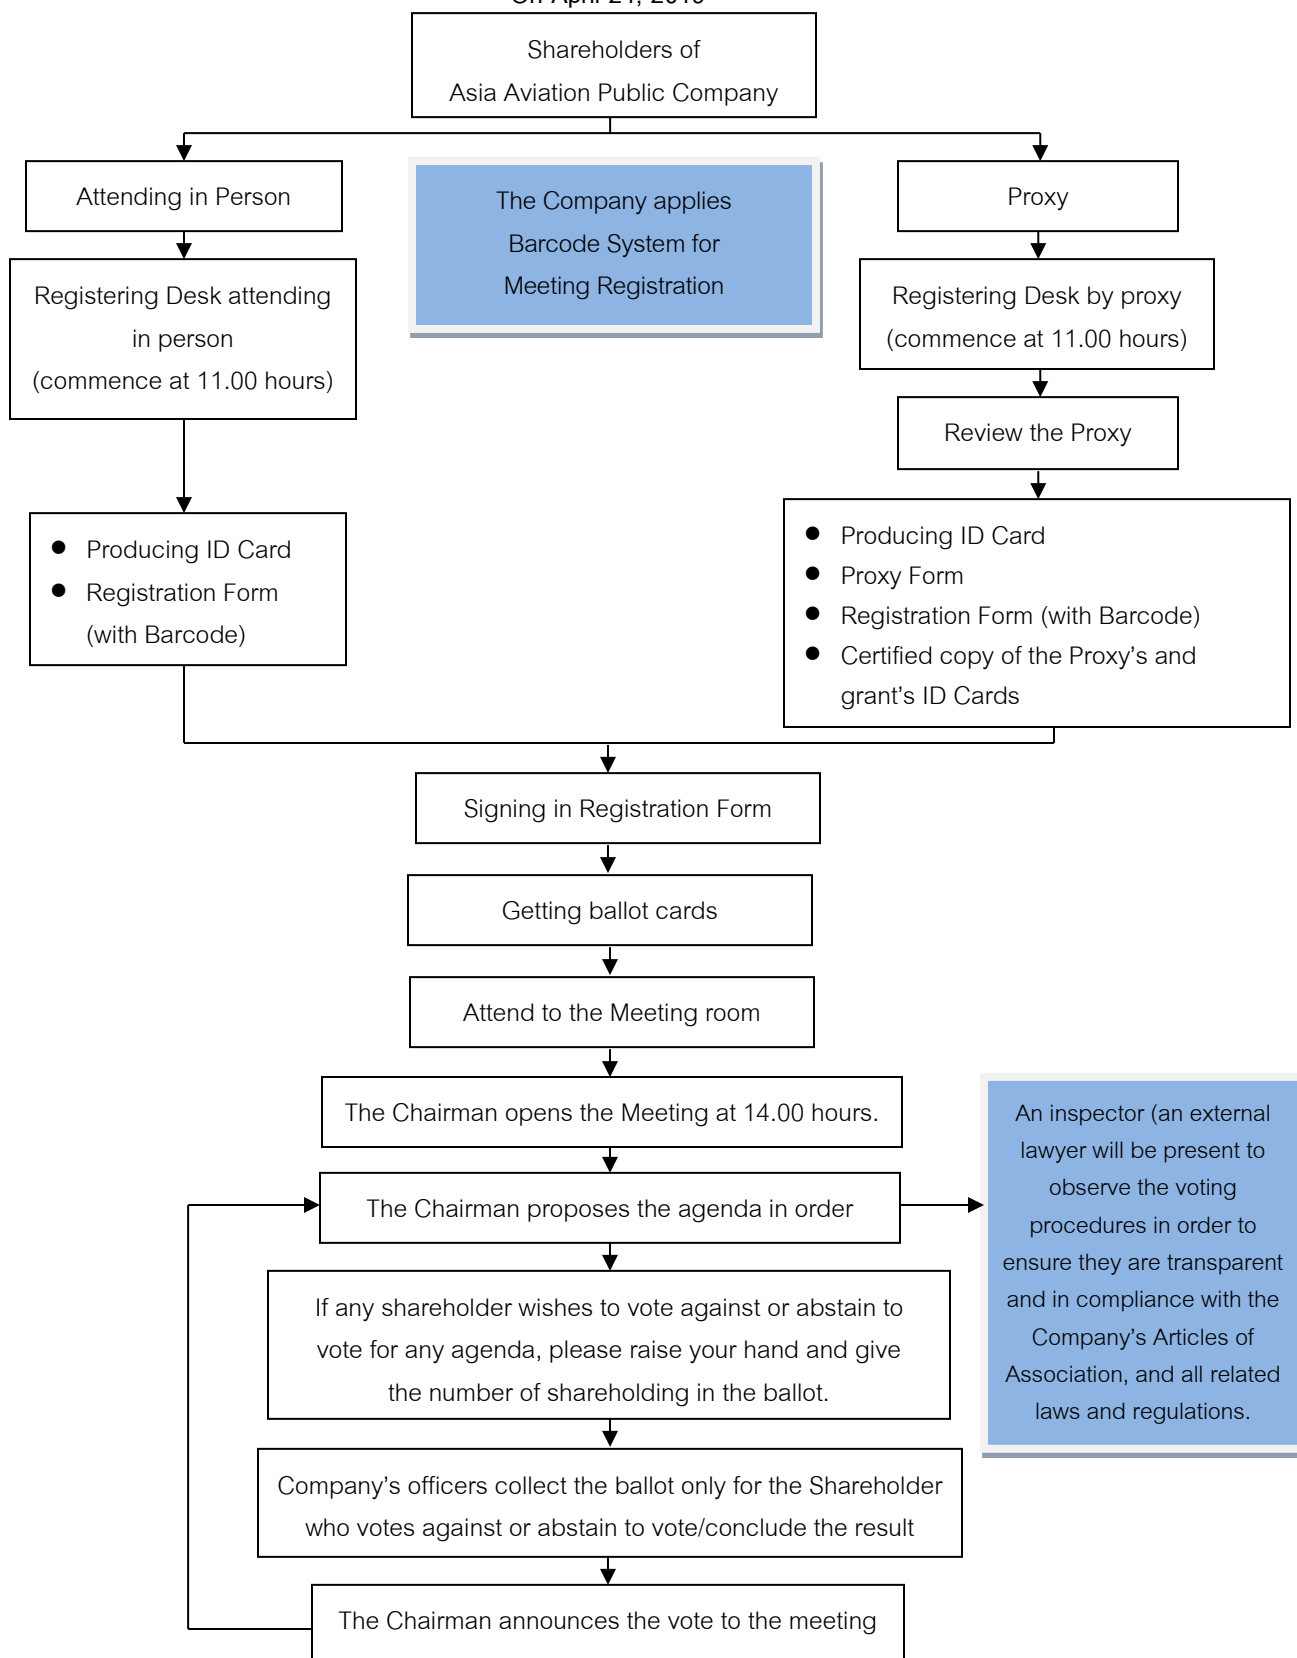 Shareholders of
Asia Aviation Public Company
Attending in Person
The Company applies
Barcode System for
Meeting Registration
Proxy
Registering Desk attending
in person
(commence at 11.00 hours)
Registering Desk by proxy
(commence at 11.00 hours)
Review the Proxy
● Producing ID Card
● Registration Form
(with Barcode)
● Producing ID Card
● Proxy Form
● Registration Form (with Barcode)
● Certified copy of the Proxy’s and
grant’s ID Cards
Signing in Registration Form
Getting ballot cards
Attend to the Meeting room
The Chairman opens the Meeting at 14.00 hours.
The Chairman proposes the agenda in order
An inspector (an external
lawyer will be present to
observe the voting
procedures in order to
ensure they are transparent
and in compliance with the
Company’s Articles of
Association, and all related
laws and regulations.
If any shareholder wishes to vote against or abstain to
vote for any agenda, please raise your hand and give
the number of shareholding in the ballot.
Company’s officers collect the ballot only for the Shareholder
who votes against or abstain to vote/conclude the result
The Chairman announces the vote to the meeting